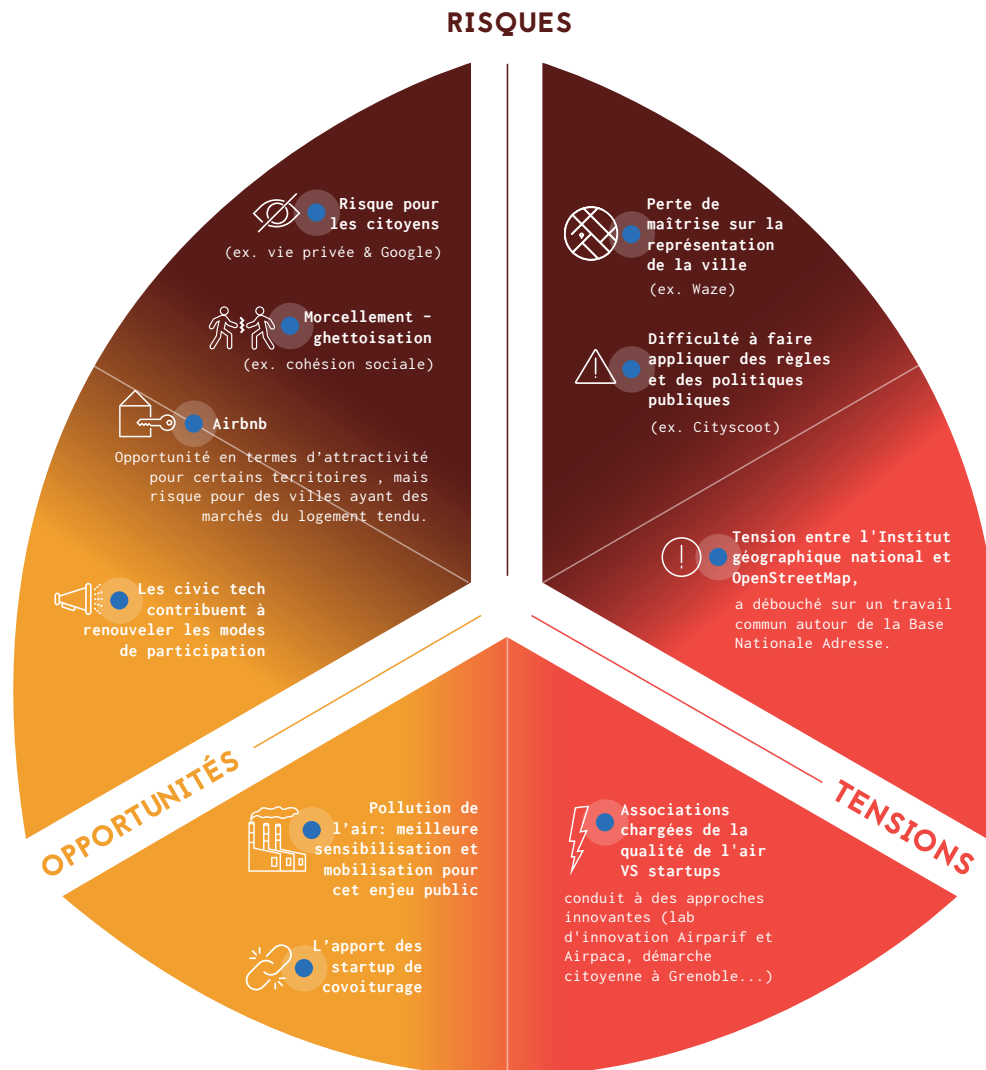 RISQUES
Risque pour
les citoyens
(ex. vie privée & Google)
Morcellement –
ghettoisation
(ex. cohésion sociale)
Airbnb
Opportunité en termes d’attractivité
pour certains territoires , mais
risque pour des villes ayant des
marchés du logement tendu.
Les civic tech
contribuent à
renouveler les modes
de participation
Perte de
maîtrise sur la
représentation
de la ville
(ex. Waze)
Difficulté à faire
appliquer des règles
et des politiques
publiques
(ex. Cityscoot)
Tension entre l'Institut
géographique national et
OpenStreetMap,
a débouché sur un travail
commun autour de la Base
Nationale Adresse.
OPPORTUNITÉS
TENSIONS
Pollution de
l'air: meilleure
sensibilisation et
mobilisation pour
cet enjeu public
L’apport des
startup de
covoiturage
Associations
chargées de la
qualité de l'air
VS startups
conduit à des approches
innovantes (lab
d'innovation Airparif et
Airpaca, démarche
citoyenne à Grenoble...)